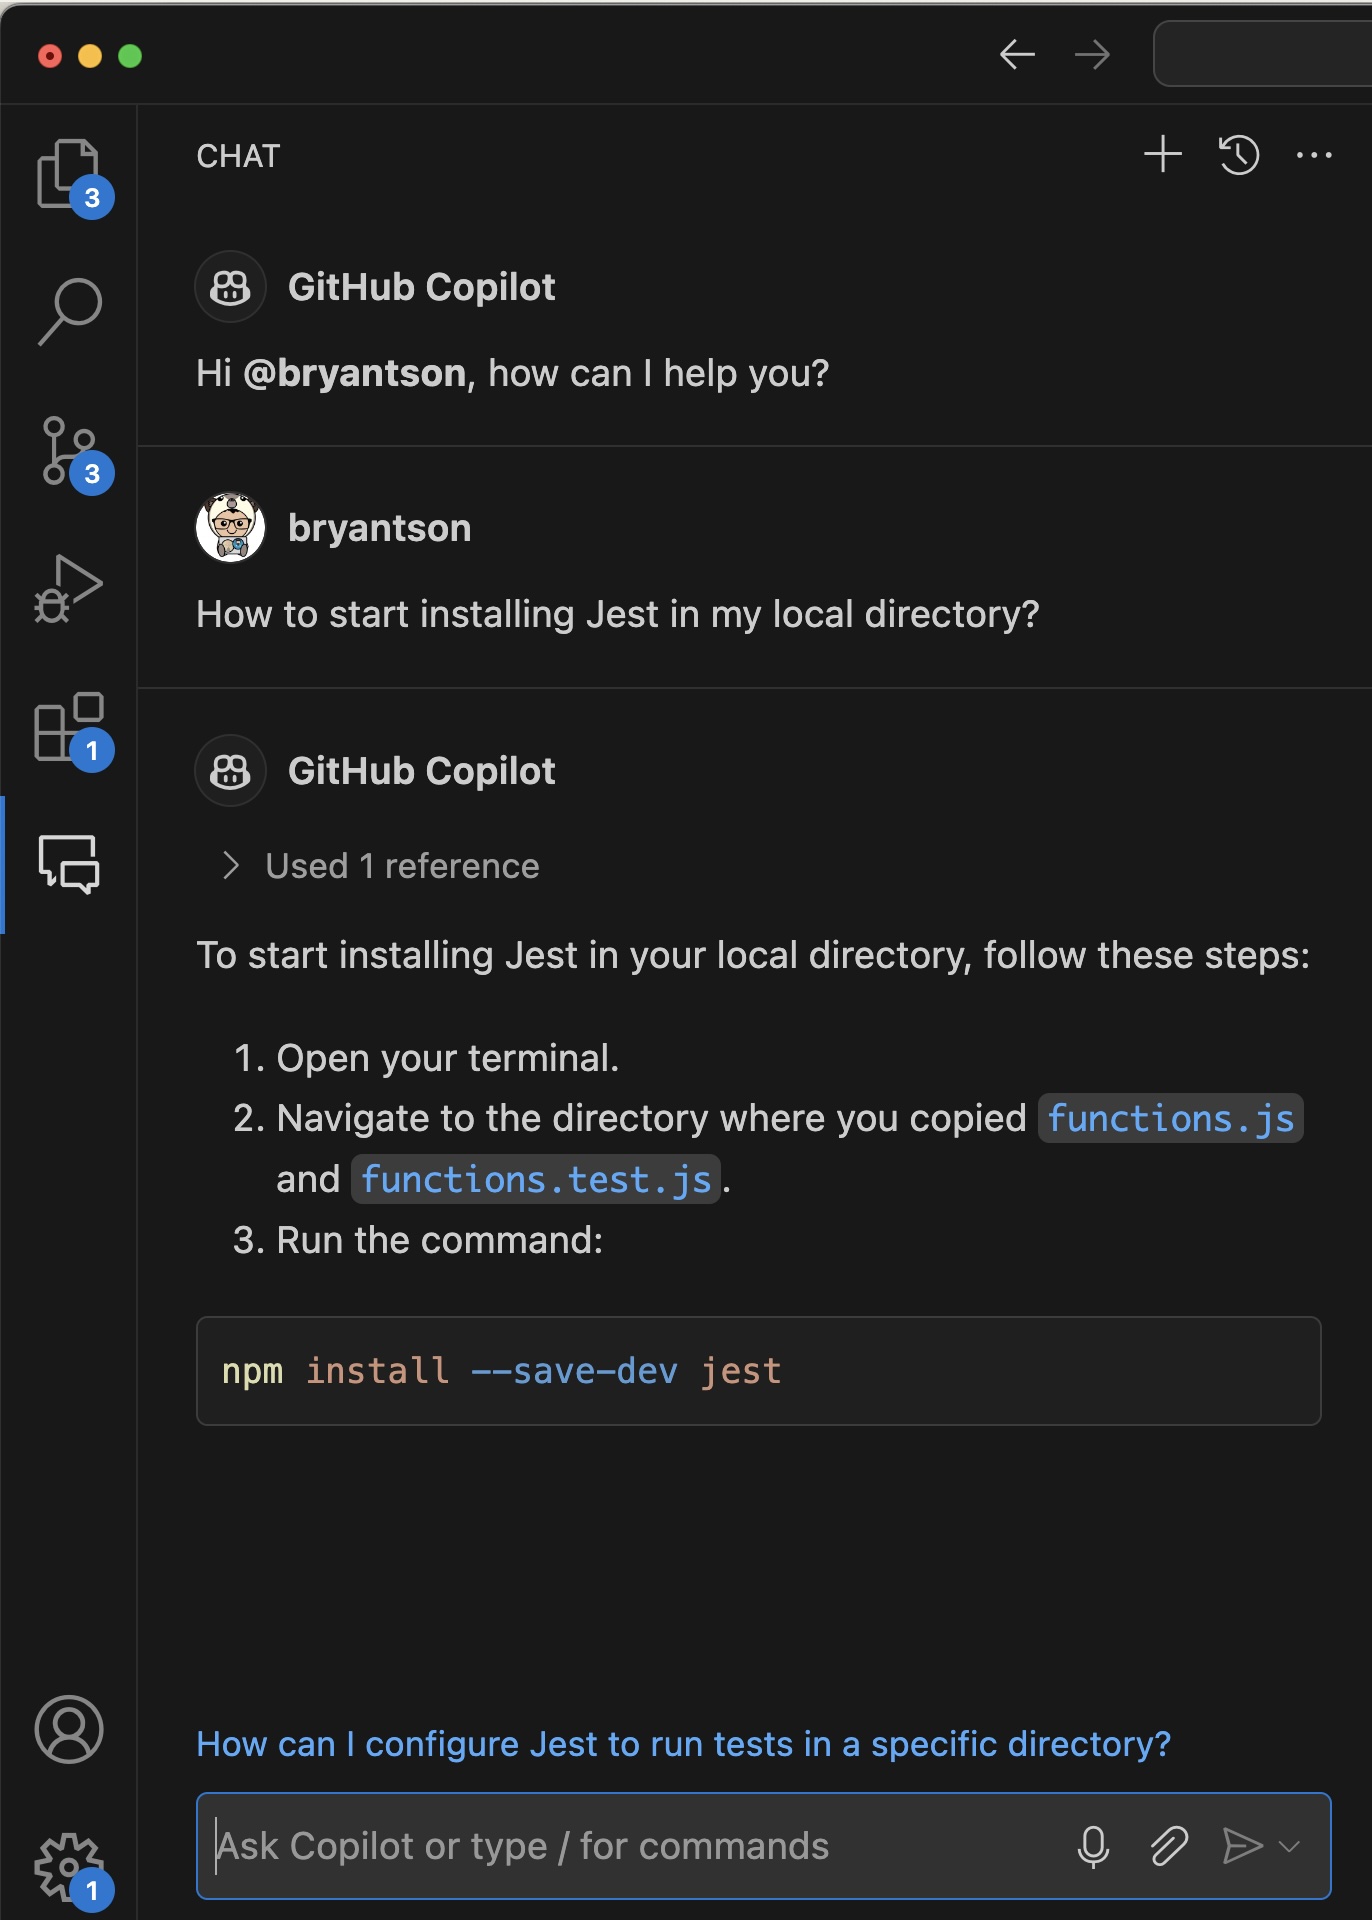 CHAT
3
GitHub Copilot
Hi @bryantson, how can I help you?
3
bryantson
How to start installing Jest in my local directory?
1
GitHub Copilot
Used 1 reference
To start installing Jest in your local directory, follow these steps:
1. Open your terminal.
2. Navigate to the directory where you copied functions.js
and functions.test.js.
3. Run the command:
npm install --save-dev jest
How can I configure Jest to run tests in a specific directory?
Ask Copilot or type / for commands
1